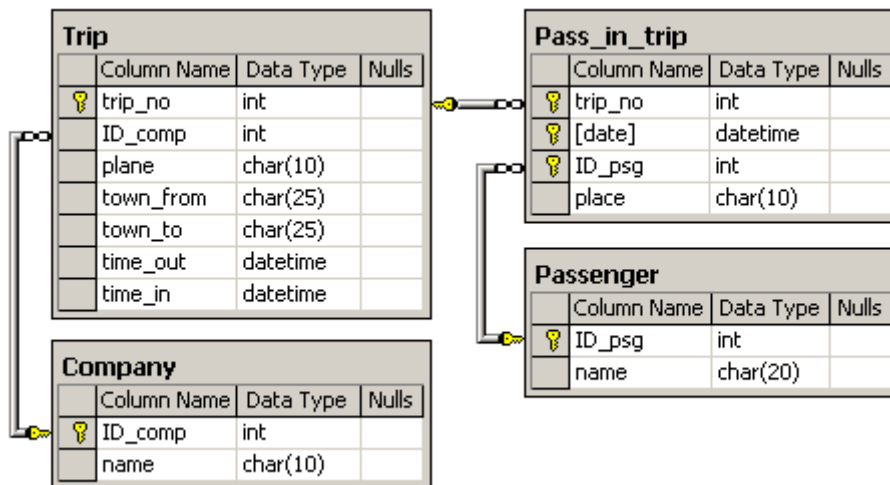 Trip
Column Name Data Type Nulls
trip_no int
ID_comp int
plane char(10)
town_from char(25)
town_to char(25)
time_out datetime
time_in datetime
Company
Column Name Data Type Nulls
ID_comp int
name char(10)
Pass_in_trip
Column Name Data Type Nulls
trip_no int
[date] datetime
ID_psg int
place char(10)
Passenger
Column Name Data Type Nulls
ID_psg int
name char(20)